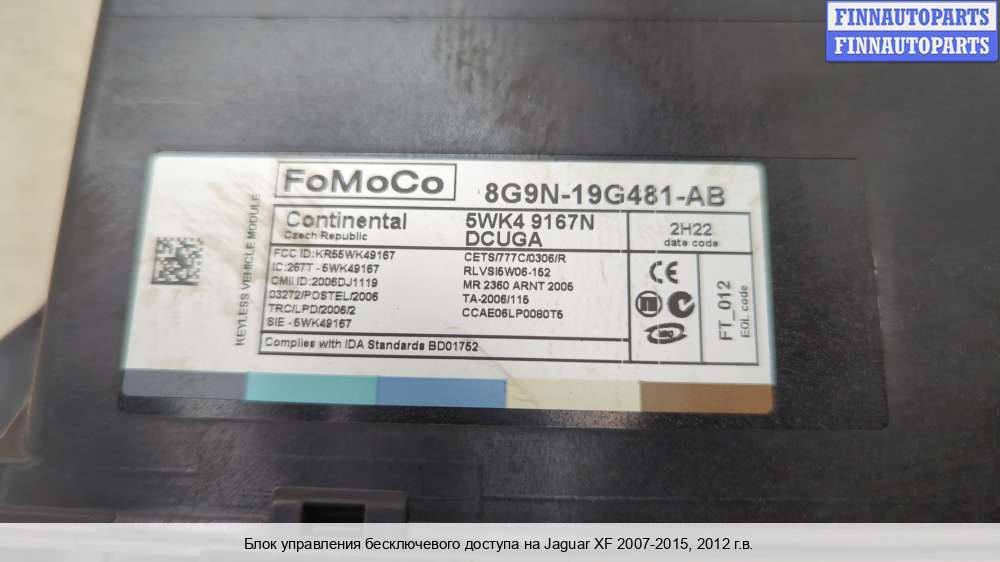 FINNAUTOPARTS
FINNAUTOPARTS
FoMoCo
8G9N-19G481-AB
KEYLESS VEHICLE MODULE
Continental
Czech Republic
5WK4 9167N
DCUGA
2H22
date code
FCC ID:KR55WK49167
IC:267T - 5WK49167
CMII ID:2006DJ1119
03272/POSTEL/2006
TRC/LPD/2006/2
SIE - 5WK49167
CETS/777C/0306/R
RLVSI5W06-152
MR 2360 ARNT 2005
TA-2006/115
CCAE06LP0080T5
CE
FT_012
EOL code
Complies with IDA Standards BD01752
Блок управления бесключевого доступа на Jaguar XF 2007-2015, 2012 г.в.